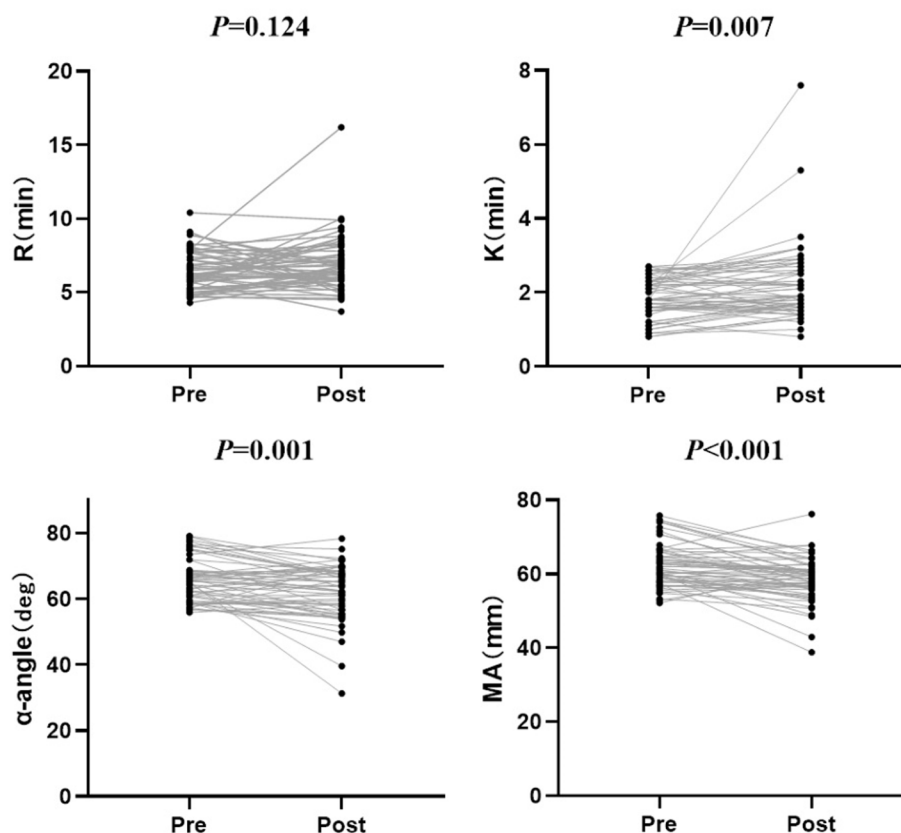 P=0.124
R(min)
20
15
10
5
0
Pre Post
P=0.007
K(min)
8
6
4
2
0
Pre Post
P=0.001
α-angle(deg)
80
60
40
20
0
Pre Post
P<0.001
MA(mm)
80
60
40
20
0
Pre Post